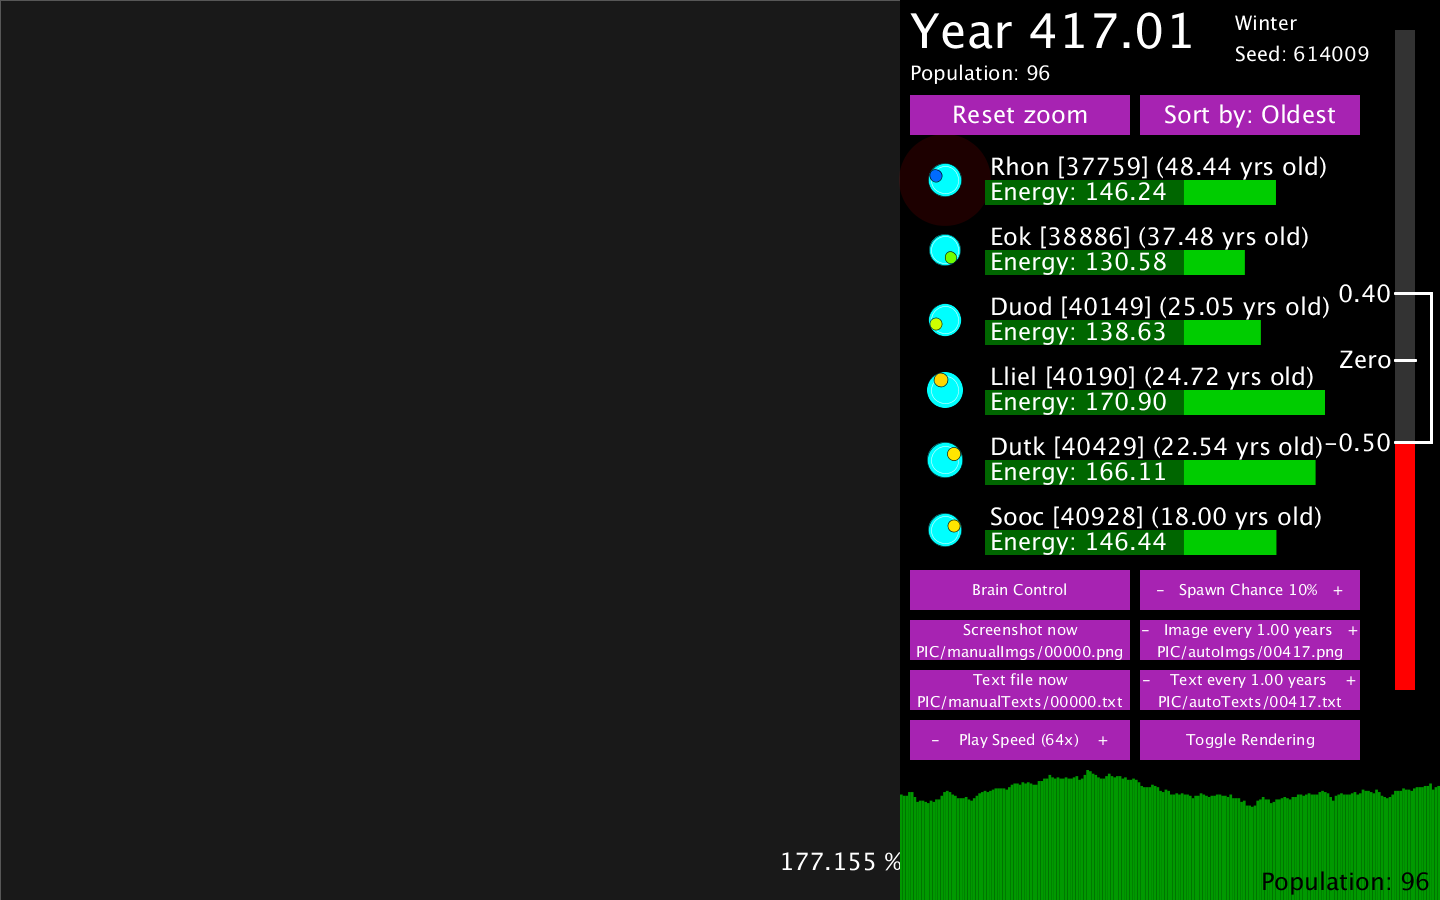 Year 417.01
Winter
Seed: 614009
Population: 96
Reset zoom
Sort by: Oldest
Rhon [37759] (48.44 yrs old)
Energy: 146.24
Eok [38886] (37.48 yrs old)
Energy: 130.58
0.40
Duod [40149] (25.05 yrs old)
Energy: 138.63
Zero
Lliel [40190] (24.72 yrs old)
Energy: 170.90
Dutk [40429] (22.54 yrs old)
-0.50
Energy: 166.11
Sooc [40928] (18.00 yrs old)
Energy: 146.44
Brain Control
- Spawn Chance 10% +
Screenshot now
PIC/manualImgs/00000.png
- Image every 1.00 years +
PIC/autoImgs/00417.png
Text file now
PIC/manualTexts/00000.txt
- Text every 1.00 years +
PIC/autoTexts/00417.txt
- Play Speed (64x) +
Toggle Rendering
177.155 %
Population: 96